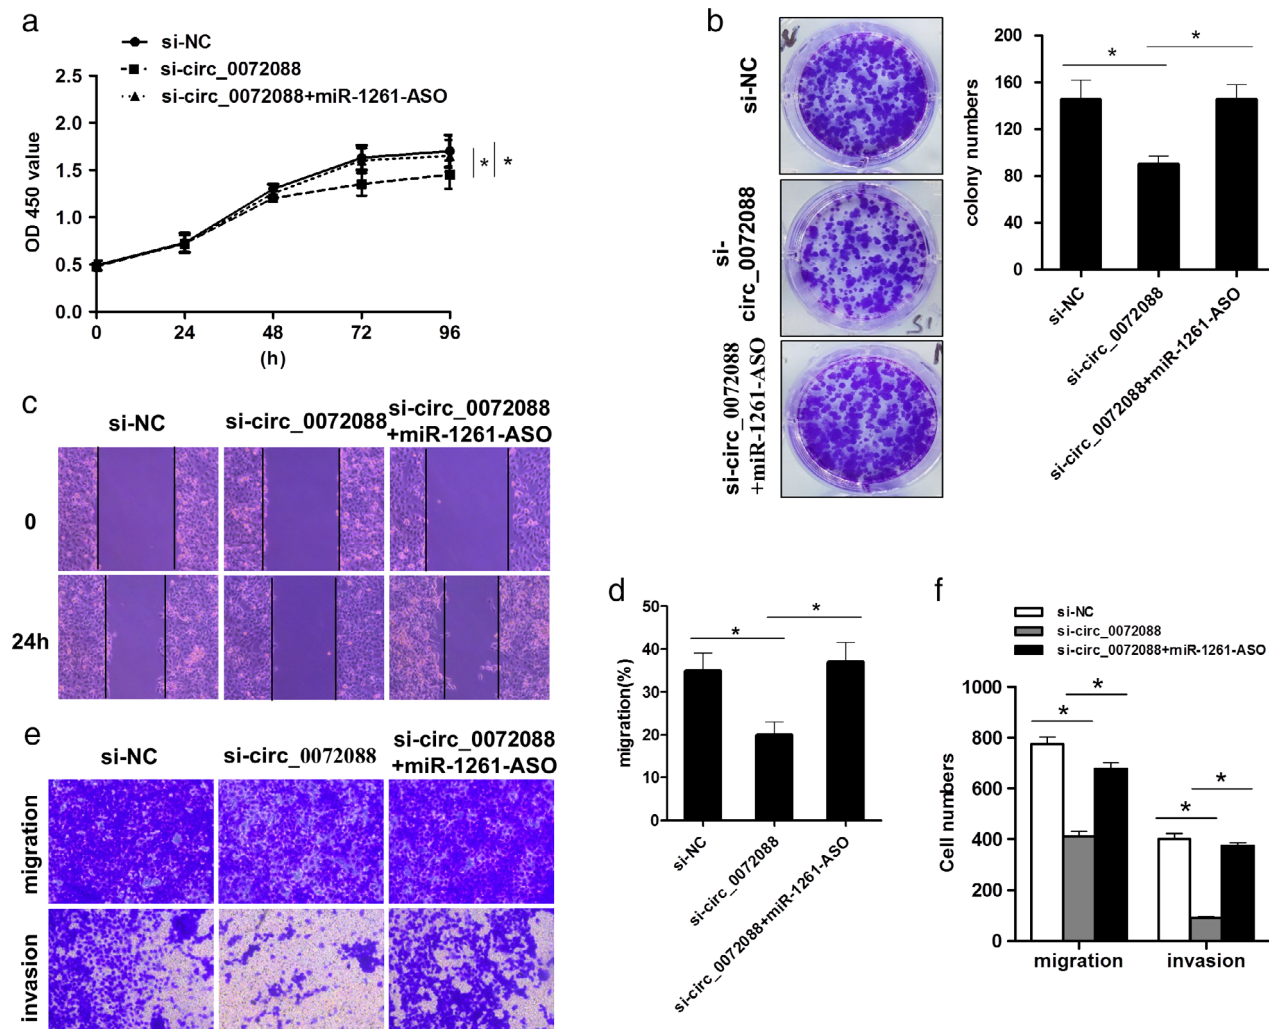 a
si-NC
si-circ_0072088
si-circ_0072088+miR-1261-ASO
2.5
2.0
1.5
1.0
0.5
0.0
OD 450 value
0 24 48 72 96
(h)
* *
b
si-NC
si-
circ_0072088
si-circ_0072088
+miR-1261-ASO
SI
200
160
120
80
40
0
colony numbers
* *
si-NC
si-circ_0072088
si-circ_0072088+miR-1261-ASO
c
si-NC
si-circ_0072088
si-circ_0072088
+miR-1261-ASO
0
24h
d
50
40
30
20
10
0
migration(%)
* *
si-NC
si-circ_0072088
si-circ_0072088+miR-1261-ASO
e
si-NC
si-circ_0072088
si-circ_0072088
+miR-1261-ASO
migration
invasion
f
si-NC
si-circ_0072088
si-circ_0072088+miR-1261-ASO
1000
800
600
400
200
0
Cell numbers
* *
* *
migration
invasion